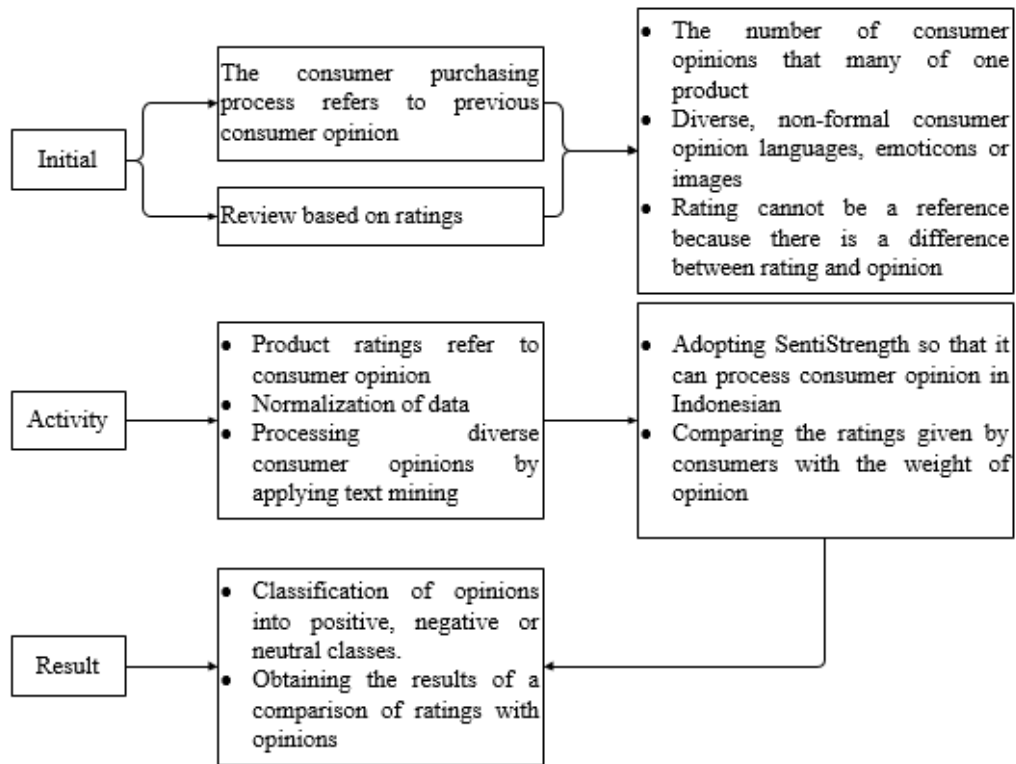 Initial
The consumer purchasing
process refers to previous
consumer opinion
Review based on ratings
● The number of consumer
opinions that many of one
product
● Diverse, non-formal consumer
opinion languages, emoticons or
images
● Rating cannot be a reference
because there is a difference
between rating and opinion
Activity
● Product ratings refer to
consumer opinion
● Normalization of data
● Processing diverse
consumer opinions by
applying text mining
● Adopting SentiStrength so that it
can process consumer opinion in
Indonesian
● Comparing the ratings given by
consumers with the weight of
opinion
Result
● Classification of opinions
into positive, negative or
neutral classes.
● Obtaining the results of a
comparison of ratings with
opinions